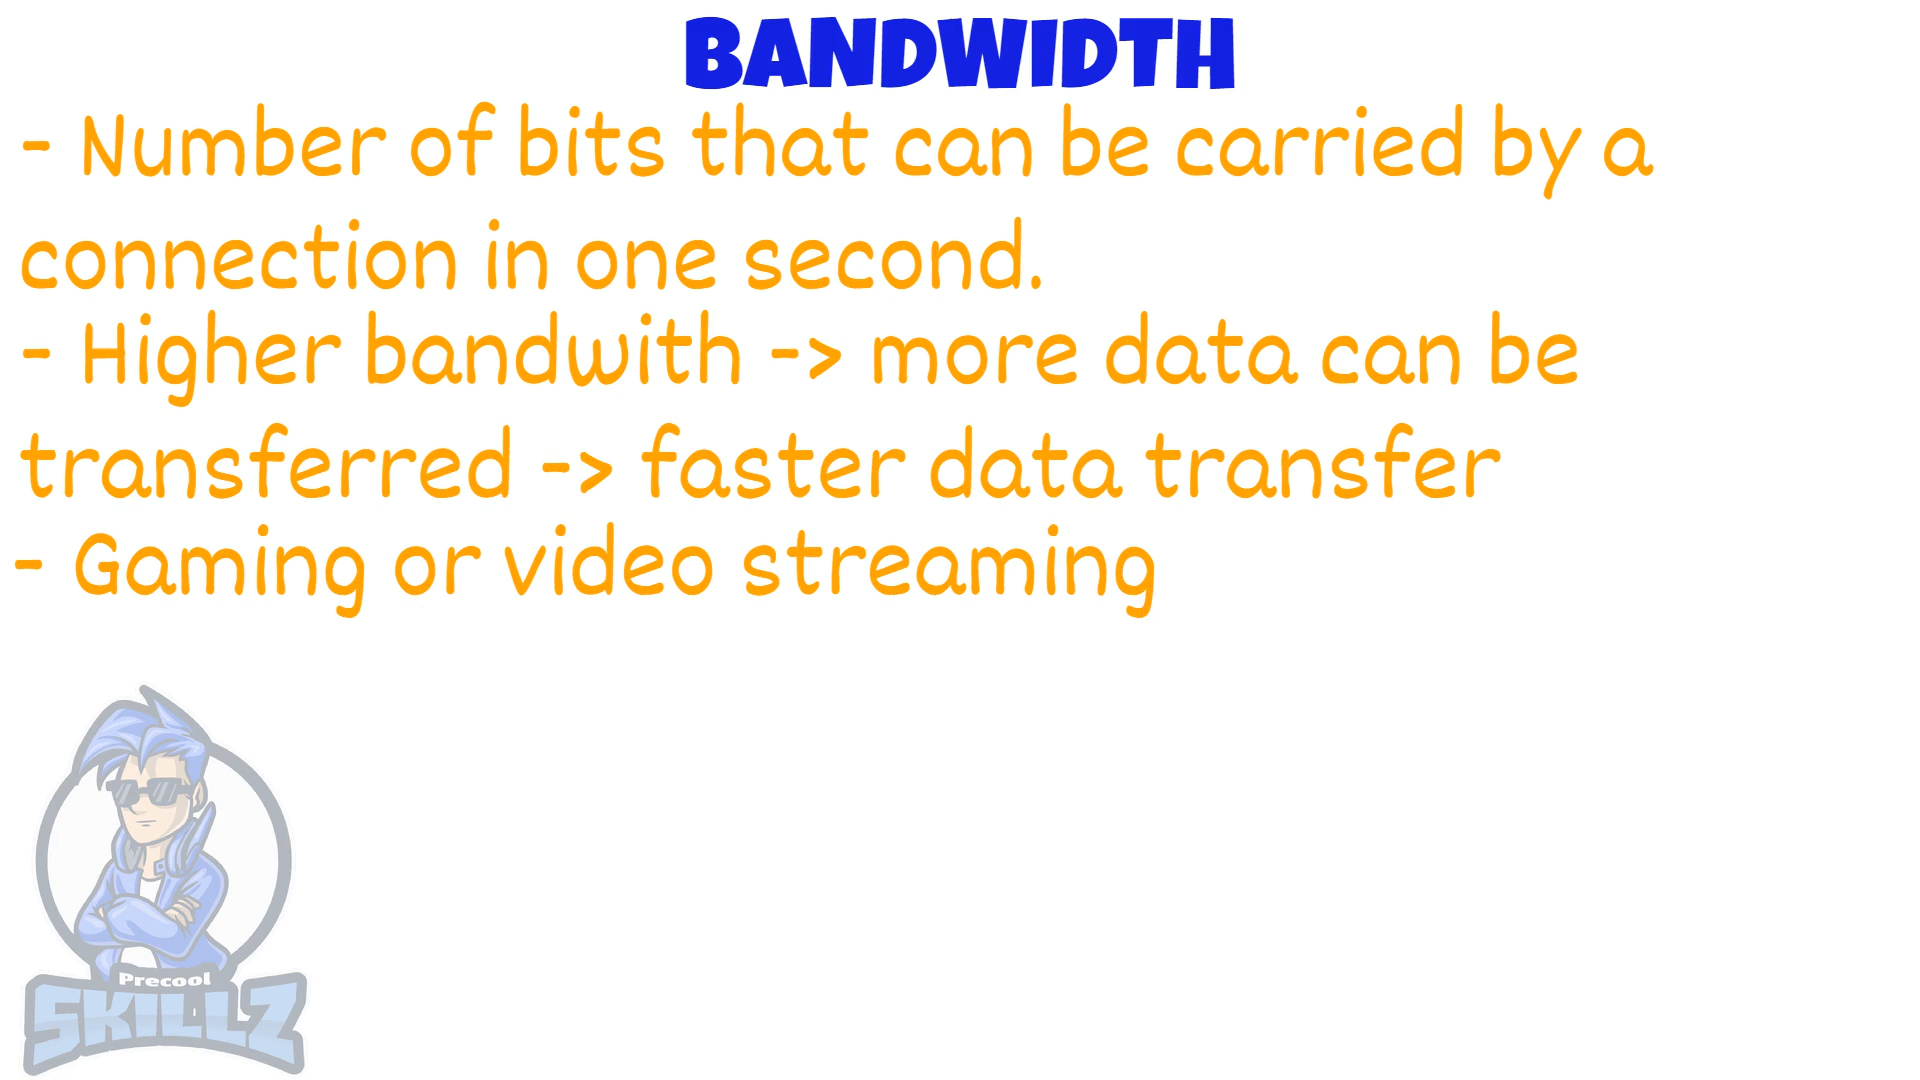 BANDWIDTH
- Number of bits that can be carried by a
connection in one second.
- Higher bandwith -> more data can be
transferred -> faster data transfer
- Gaming or video streaming
Precool
SKILLZ